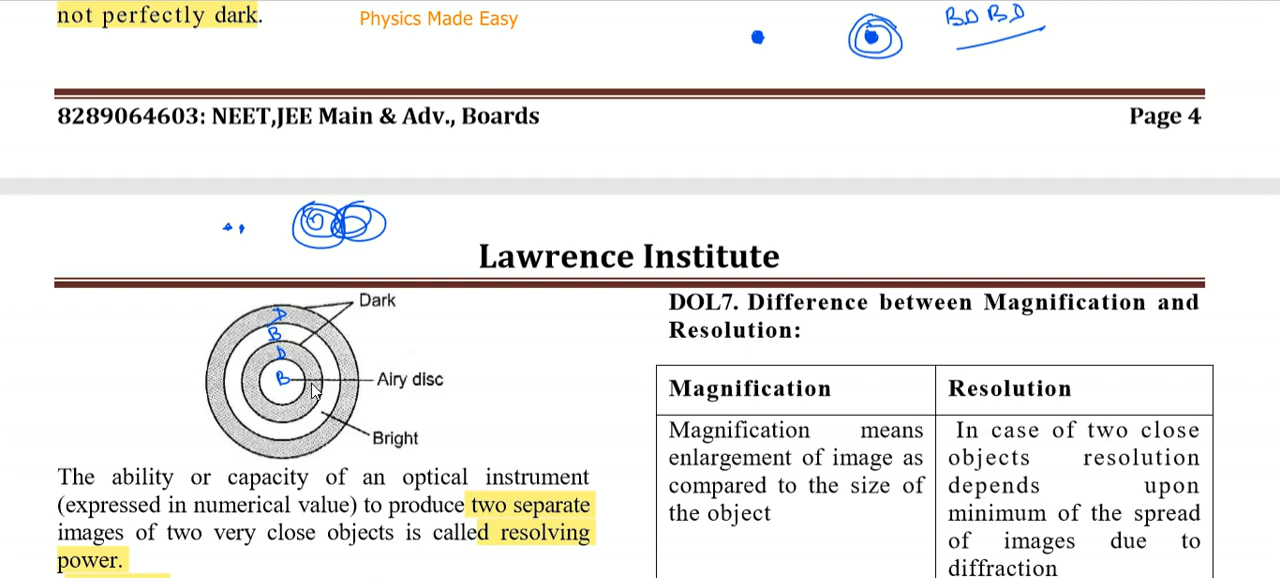 not perfectly dark.
Physics Made Easy
BD BD
8289064603: NEET,JEE Main & Adv., Boards
Page 4
Lawrence Institute
Dark
D
B
D
B
Airy disc
Bright
The ability or capacity of an optical instrument
(expressed in numerical value) to produce two separate
images of two very close objects is called resolving
power.
DOL7. Difference between Magnification and
Resolution:
Magnification
Magnification means
enlargement of image as
compared to the size of
the object
Resolution
In case of two close
objects resolution
depends upon
minimum of the spread
of images due to
diffraction